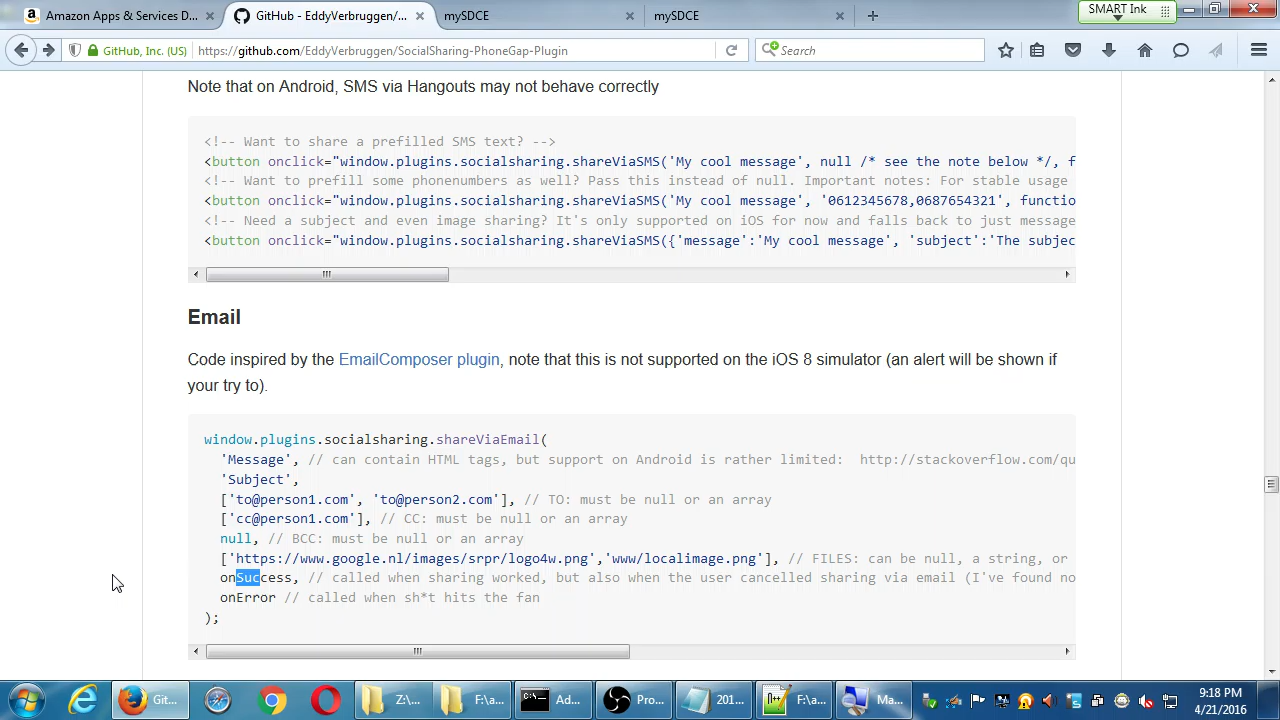 Amazon Apps & Services D...
GitHub - EddyVerbruggen/...
mySDCE
mySDCE
SMART Ink
GitHub, Inc. (US)
https://github.com/EddyVerbruggen/SocialSharing-PhoneGap-Plugin
Search
Note that on Android, SMS via Hangouts may not behave correctly
<!-- Want to share a prefilled SMS text? -->
<button onclick="window.plugins.socialsharing.shareViaSMS('My cool message', null /* see the note below */, f
<!-- Want to prefill some phonenumbers as well? Pass this instead of null. Important notes: For stable usage
<button onclick="window.plugins.socialsharing.shareViaSMS('My cool message', '0612345678,0687654321', functio
<!-- Need a subject and even image sharing? It's only supported on iOS for now and falls back to just message
<button onclick="window.plugins.socialsharing.shareViaSMS({'message':'My cool message', 'subject':'The subjec
Email
Code inspired by the EmailComposer plugin, note that this is not supported on the iOS 8 simulator (an alert will be shown if
your try to).
window.plugins.socialsharing.shareViaEmail(
'Message', // can contain HTML tags, but support on Android is rather limited:  http://stackoverflow.com/qu
'Subject',
['to@person1.com', 'to@person2.com'], // TO: must be null or an array
['cc@person1.com'], // CC: must be null or an array
null, // BCC: must be null or an array
['https://www.google.nl/images/srpr/logo4w.png','www/localimage.png'], // FILES: can be null, a string, or
onSuccess, // called when sharing worked, but also when the user cancelled sharing via email (I've found no
onError // called when sh*t hits the fan
);
Git...
Z:\...
F:\a...
Ad...
Pro...
201...
F:\a...
Ma...
9:18 PM
4/21/2016